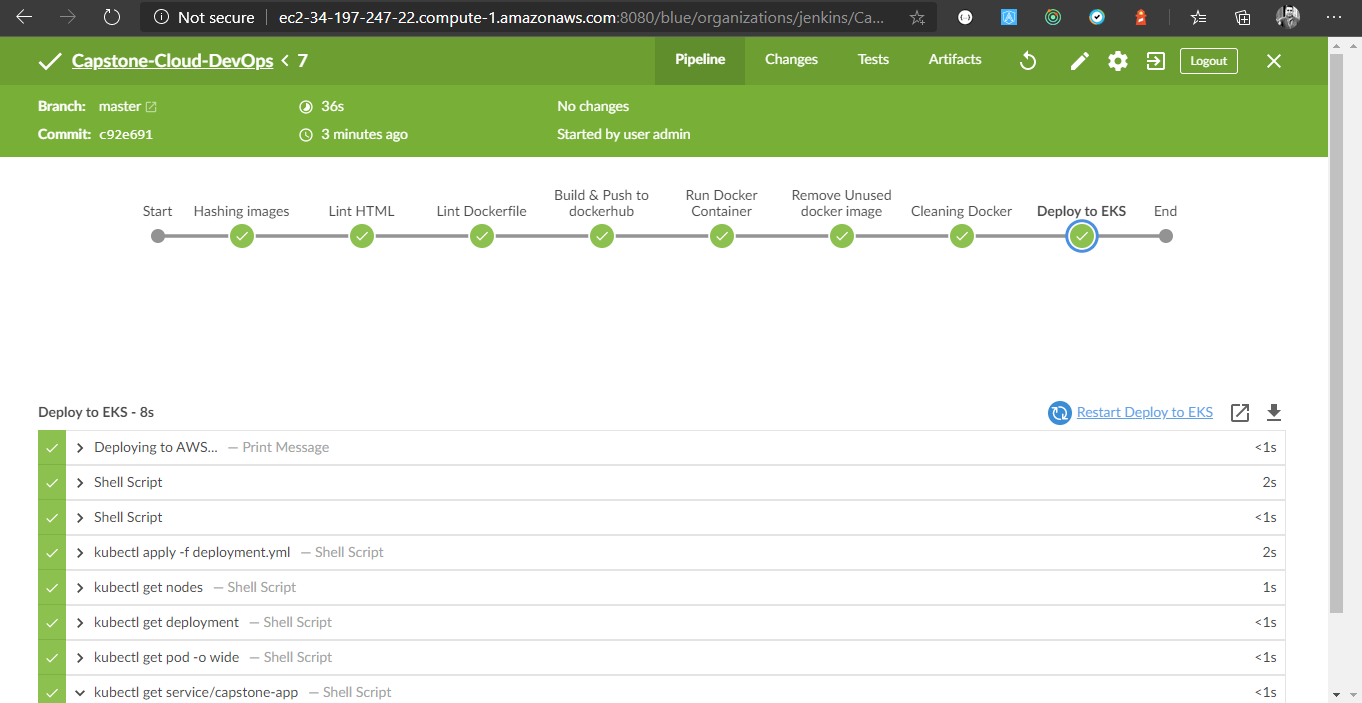 Not secure ec2-34-197-247-22.compute-1.amazonaws.com:8080/blue/organizations/jenkins/Ca...
Capstone-Cloud-DevOps < 7 Pipeline Changes Tests Artifacts Logout
Branch: master 36s No changes
Commit: c92e691 3 minutes ago Started by user admin
Build & Push to Run Docker Remove Unused
Start Hashing images Lint HTML Lint Dockerfile dockerhub Container docker image Cleaning Docker Deploy to EKS End
Deploy to EKS - 8s Restart Deploy to EKS
Deploying to AWS... — Print Message <1s
Shell Script 2s
Shell Script <1s
kubectl apply -f deployment.yml — Shell Script 2s
kubectl get nodes — Shell Script 1s
kubectl get deployment — Shell Script <1s
kubectl get pod -o wide — Shell Script <1s
kubectl get service/capstone-app — Shell Script <1s